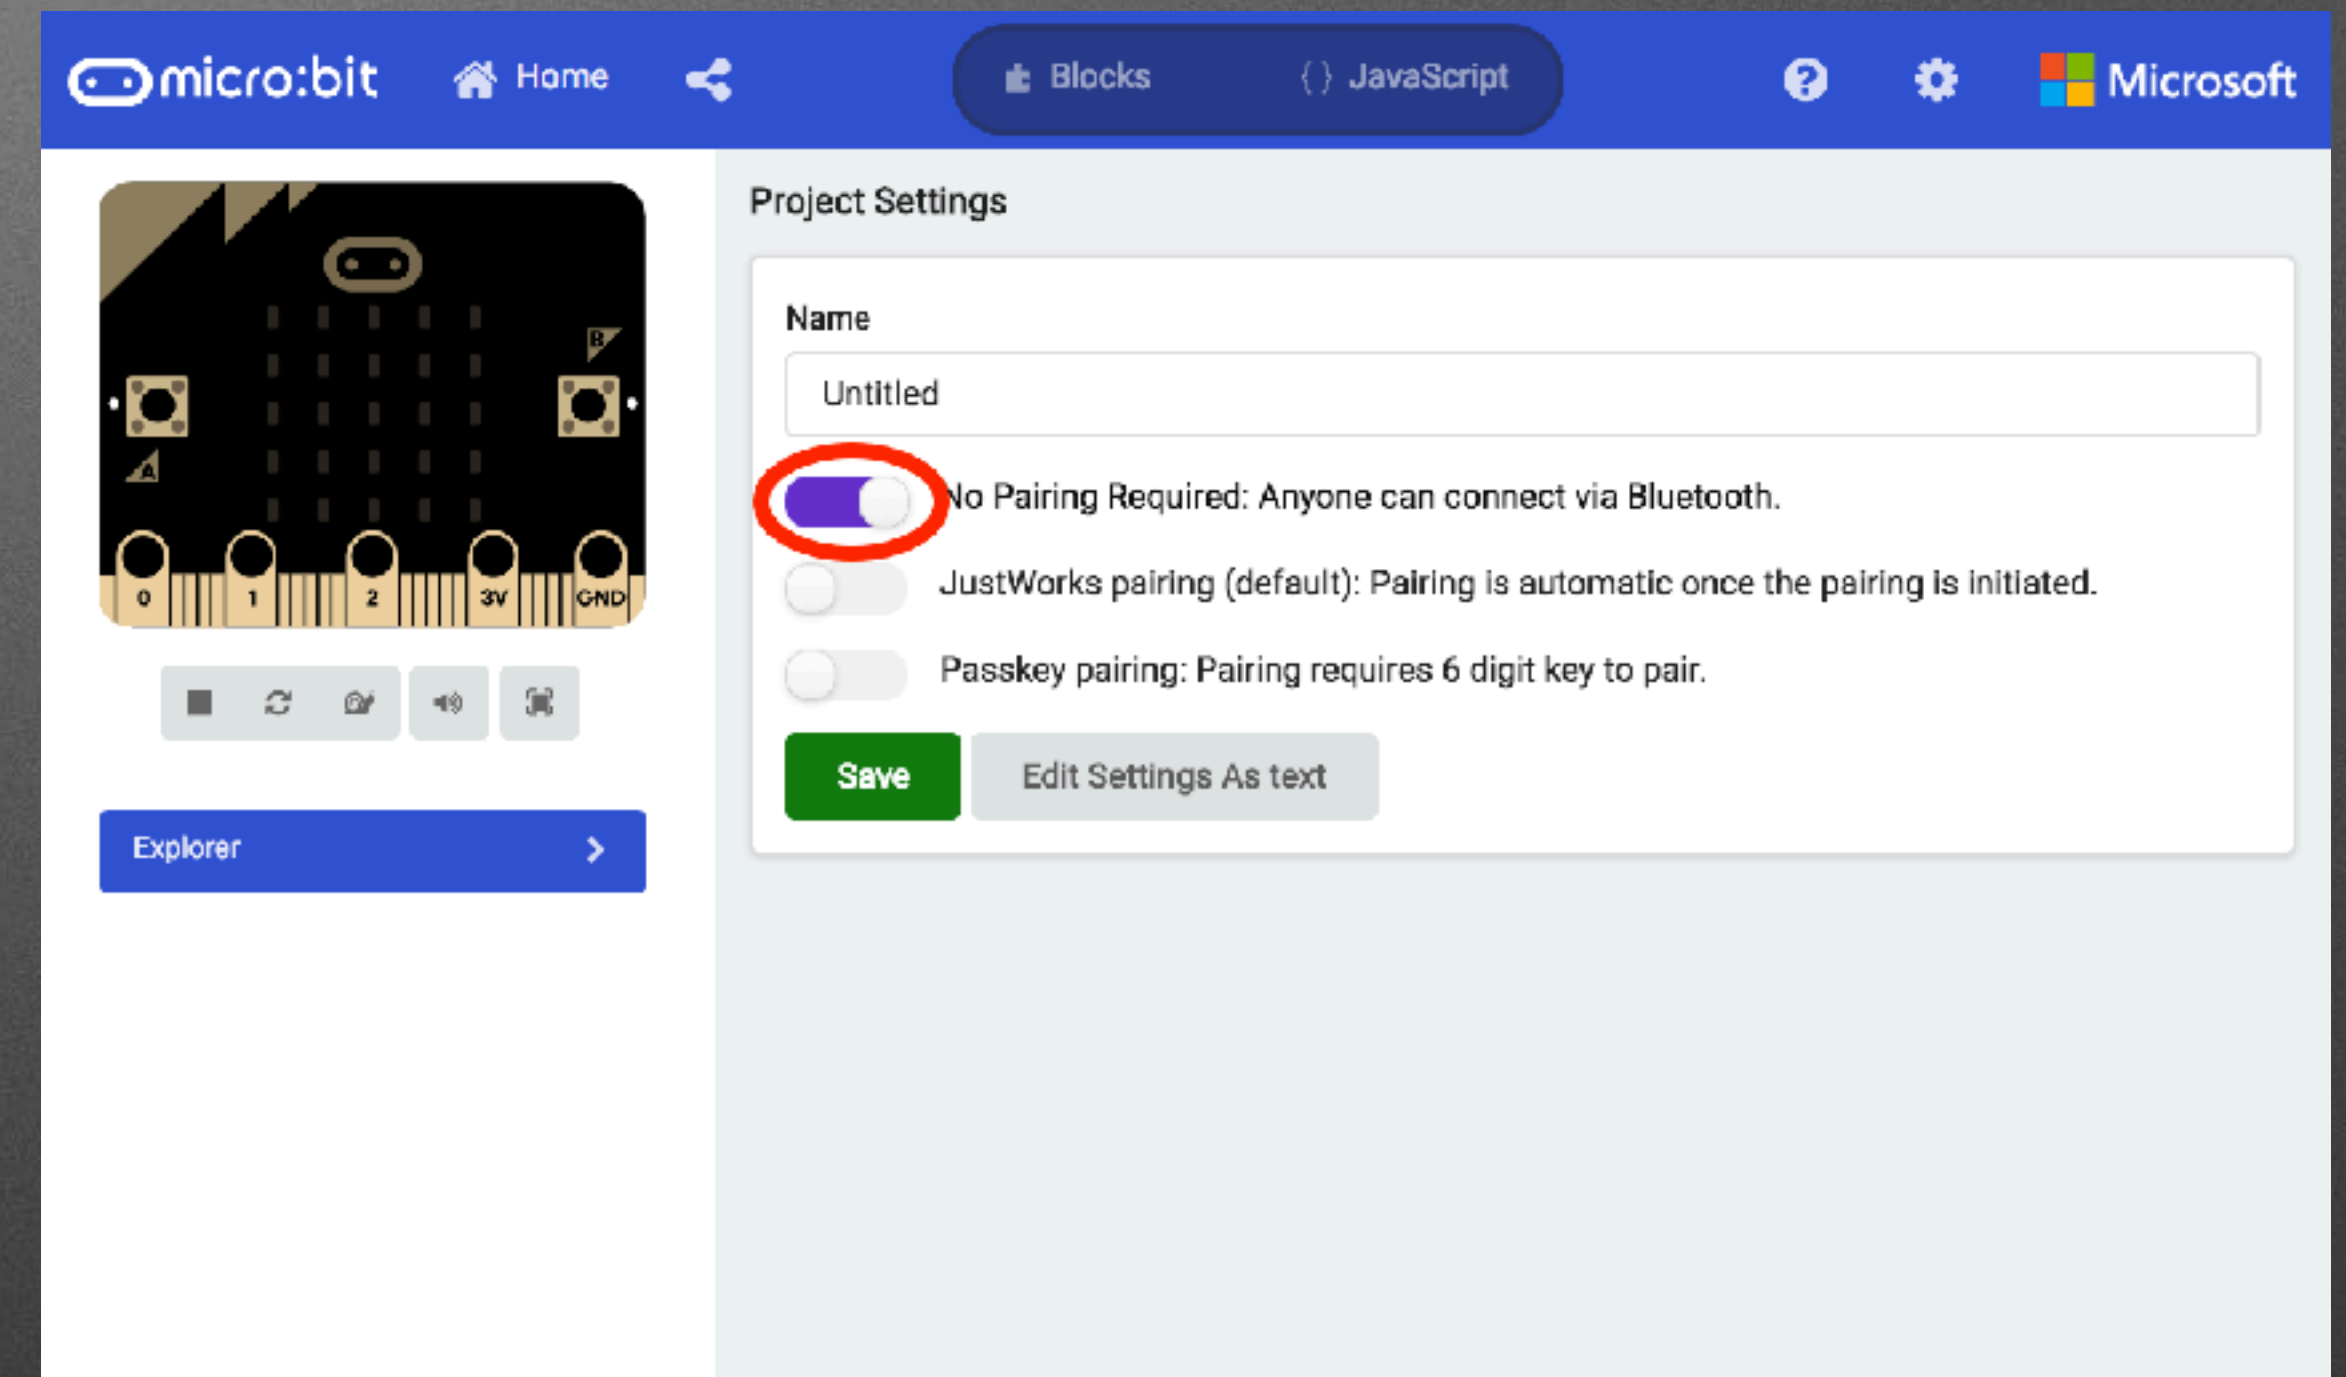 micro:bit Home Blocks {} JavaScript ? Microsoft
Project Settings
Name
Untitled
No Pairing Required: Anyone can connect via Bluetooth.
JustWorks pairing (default): Pairing is automatic once the pairing is initiated.
Passkey pairing: Pairing requires 6 digit key to pair.
Save Edit Settings As text
B
A
0 1 2 3V GND
Explorer